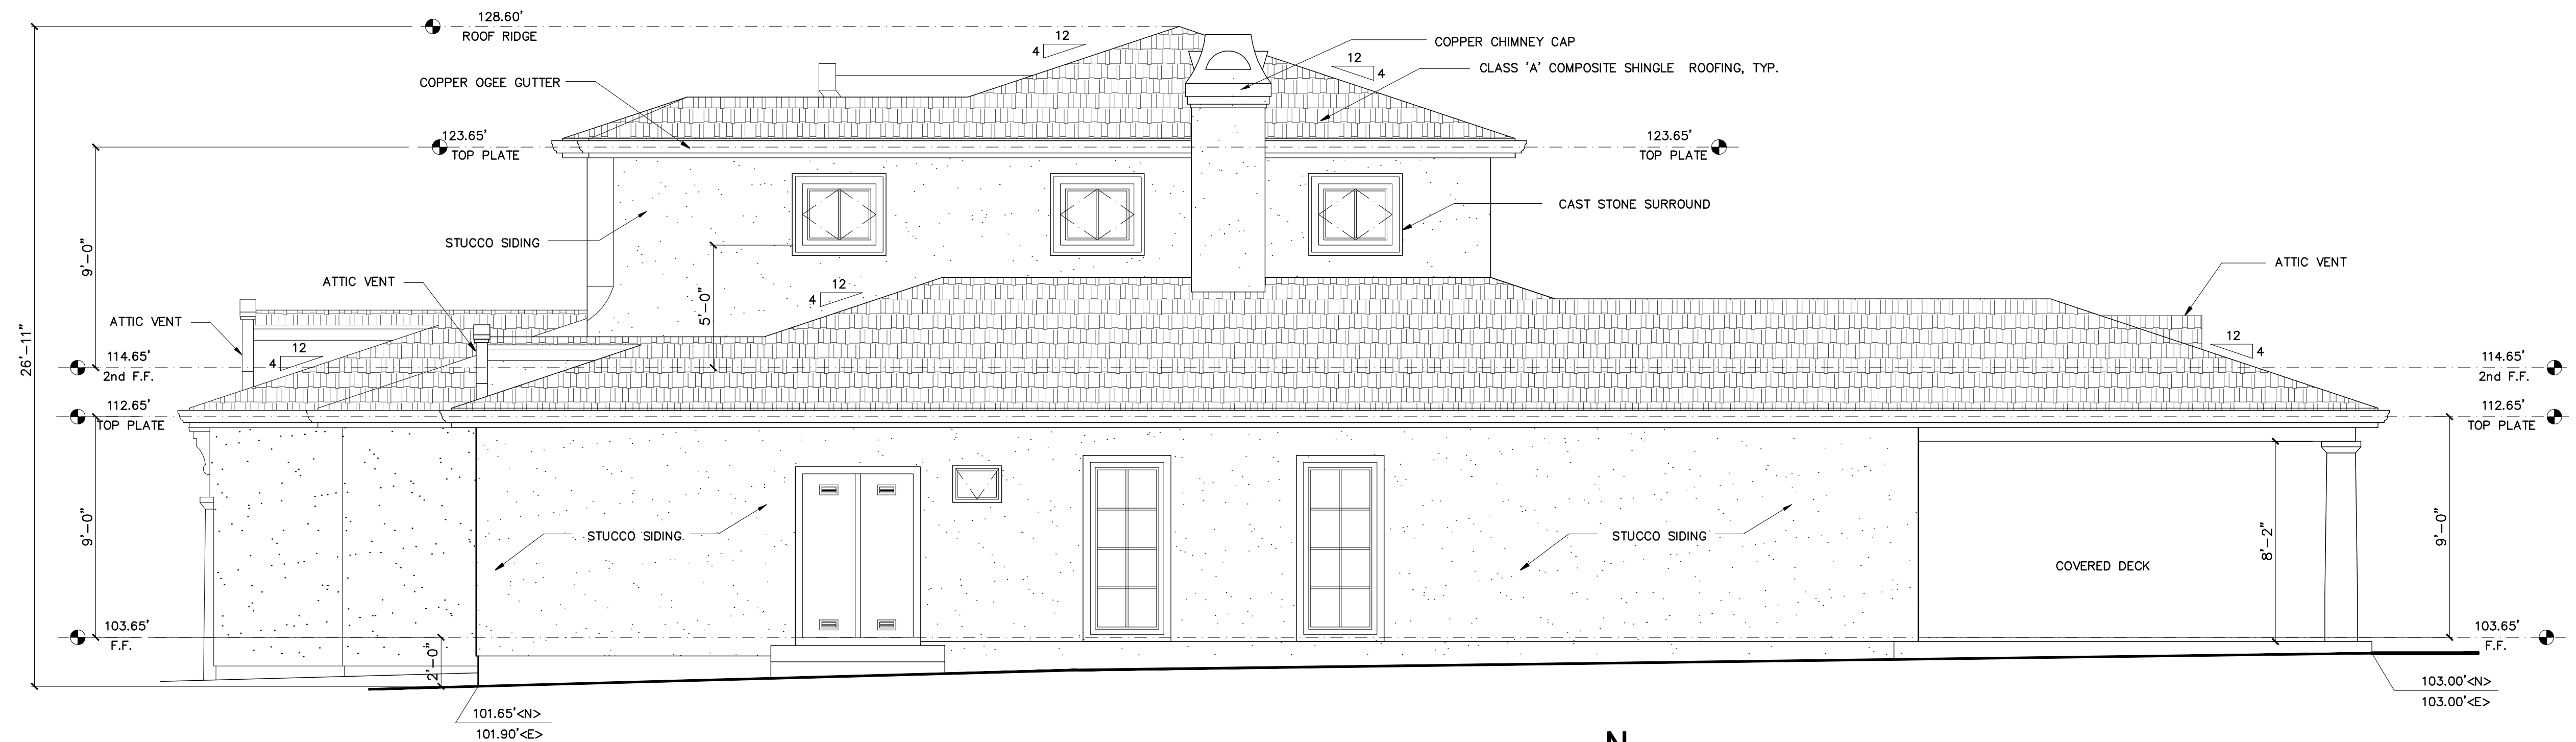 128.60'
ROOF RIDGE
12
4
COPPER CHIMNEY CAP
12
4
CLASS 'A' COMPOSITE SHINGLE ROOFING, TYP.
COPPER OGEE GUTTER
123.65'
TOP PLATE
123.65'
TOP PLATE
CAST STONE SURROUND
STUCCO SIDING
9'-0"
ATTIC VENT
ATTIC VENT
12
4
5'-0"
ATTIC VENT
26'-11"
114.65'
2nd F.F.
12
4
12
4
114.65'
2nd F.F.
112.65'
TOP PLATE
112.65'
TOP PLATE
9'-0"
STUCCO SIDING
STUCCO SIDING
8'-2"
9'-0"
COVERED DECK
103.65'
F.F.
2'-0"
103.65'
F.F.
101.65'<N>
101.90'<E>
103.00'<N>
103.00'<E>